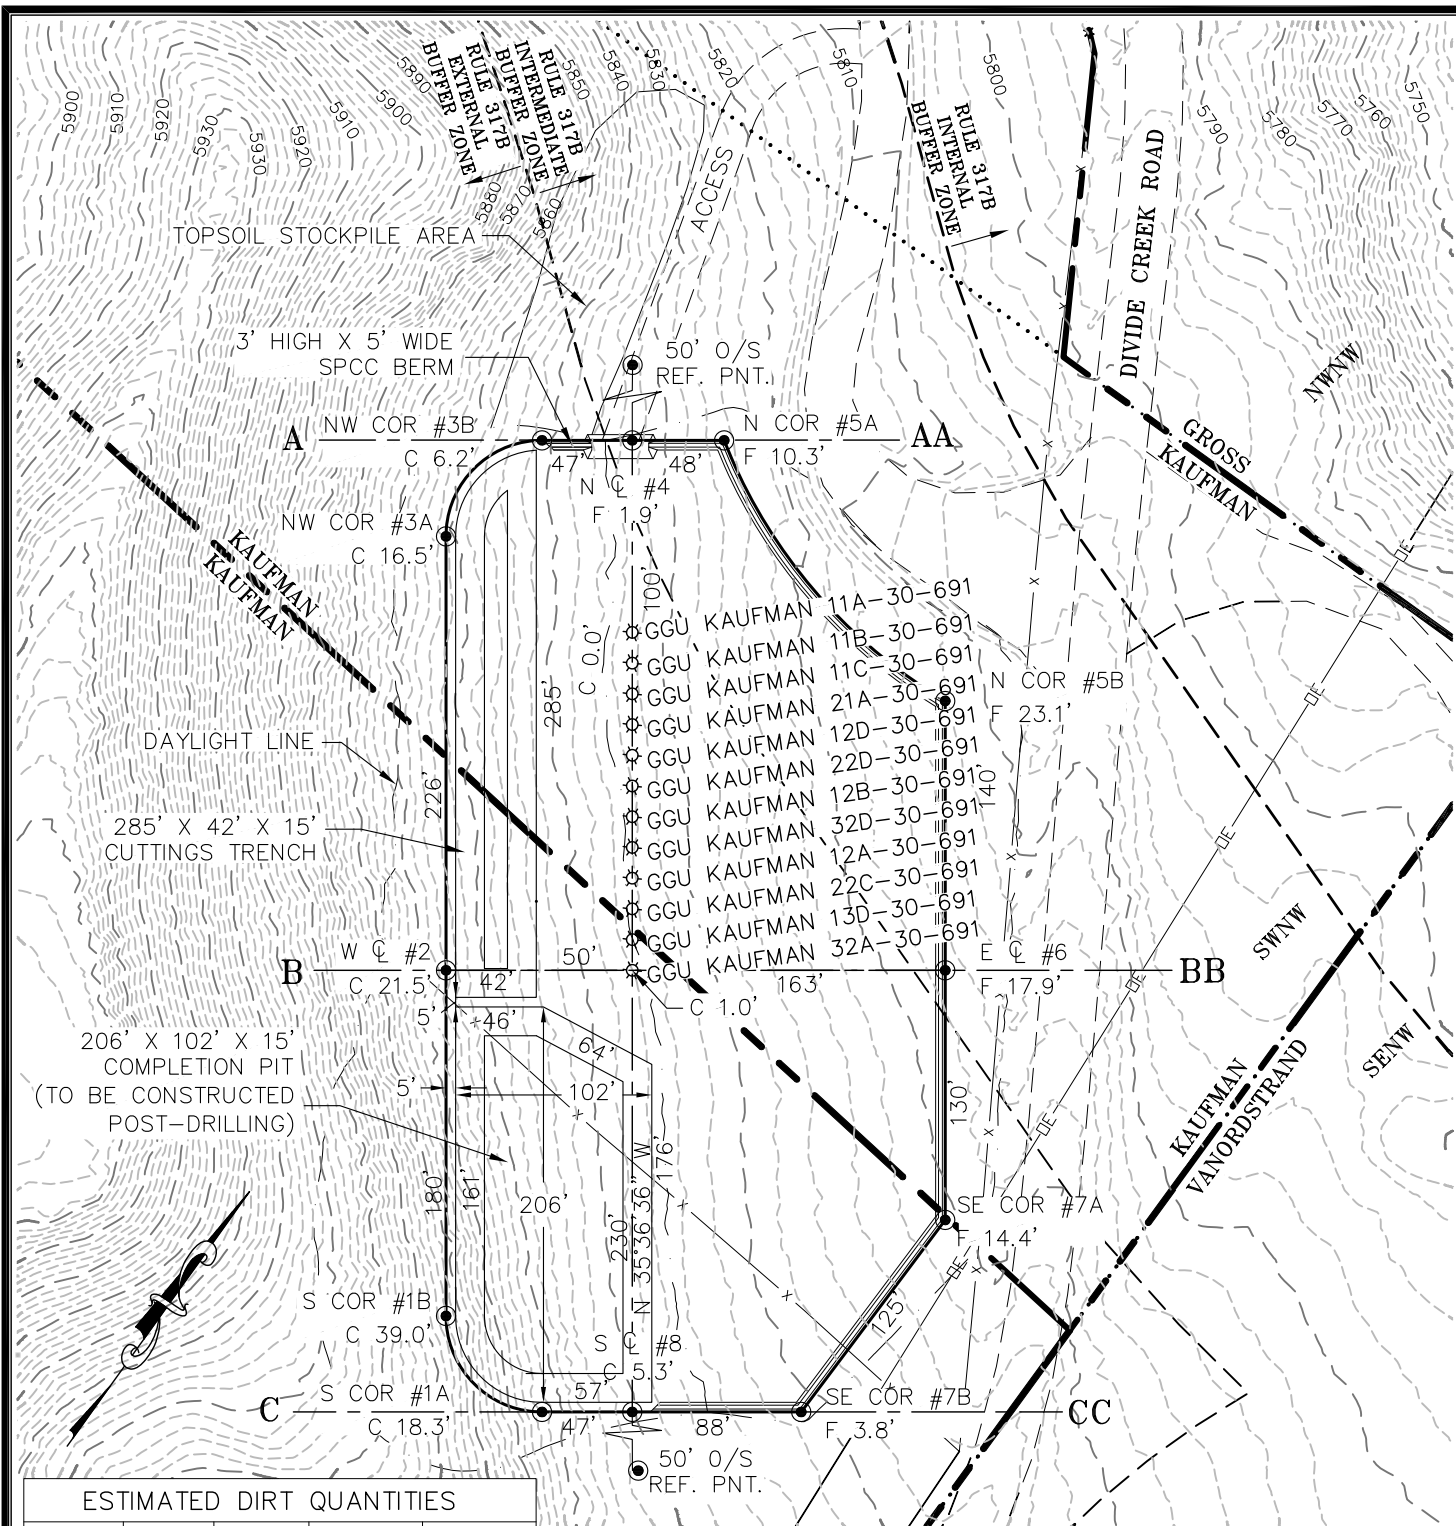 5900
5910
5920
5930
5930
5920
5910
5900
5890
5880
5870
5860
5850
5840
5830
5820
5810
5800
5790
5780
5770
5760
5750
RULE 317B
EXTERNAL
BUFFER ZONE
RULE 317B
INTERMEDIATE
BUFFER ZONE
RULE 317B
INTERNAL
BUFFER ZONE
ACCESS
DIVIDE CREEK ROAD
TOPSOIL STOCKPILE AREA
3' HIGH X 5' WIDE
SPCC BERM
50' O/S
REF. PNT.
NWNW
A
NW COR #3B
C 6.2'
47'
48'
N COR #5A
F 10.3'
AA
GROSS
KAUFMAN
N ℄ #4
F 1.9'
NW COR #3A
C 16.5'
KAUFMAN
KAUFMAN
100'
C 0.0'
285'
GGU KAUFMAN 11A-30-691
GGU KAUFMAN 11B-30-691
GGU KAUFMAN 11C-30-691
GGU KAUFMAN 21A-30-691
GGU KAUFMAN 12D-30-691
GGU KAUFMAN 22D-30-691
GGU KAUFMAN 12B-30-691
GGU KAUFMAN 32D-30-691
GGU KAUFMAN 12A-30-691
GGU KAUFMAN 22C-30-691
GGU KAUFMAN 13D-30-691
GGU KAUFMAN 32A-30-691
N COR #5B
F 23.1'
140'
DAYLIGHT LINE
226'
285' X 42' X 15'
CUTTINGS TRENCH
OE
OE
OE
OE
OE
OE
SWNW
SENW
B
W ℄ #2
C 21.5'
42'
50'
C 1.0'
163'
E ℄ #6
F 17.9'
BB
5'
46'
64'
206' X 102' X 15'
COMPLETION PIT
(TO BE CONSTRUCTED
POST-DRILLING)
5'
102'
130'
KAUFMAN
VANORDSTRAND
180'
161'
206'
230'
N 35°36'36" W
176'
SE COR #7A
F 14.4'
S COR #1B
C 39.0'
S ℄ #8
C 5.3'
125'
C
S COR #1A
C 18.3'
57'
47'
88'
SE COR #7B
F 3.8'
CC
50' O/S
REF. PNT.
ESTIMATED DIRT QUANTITIES